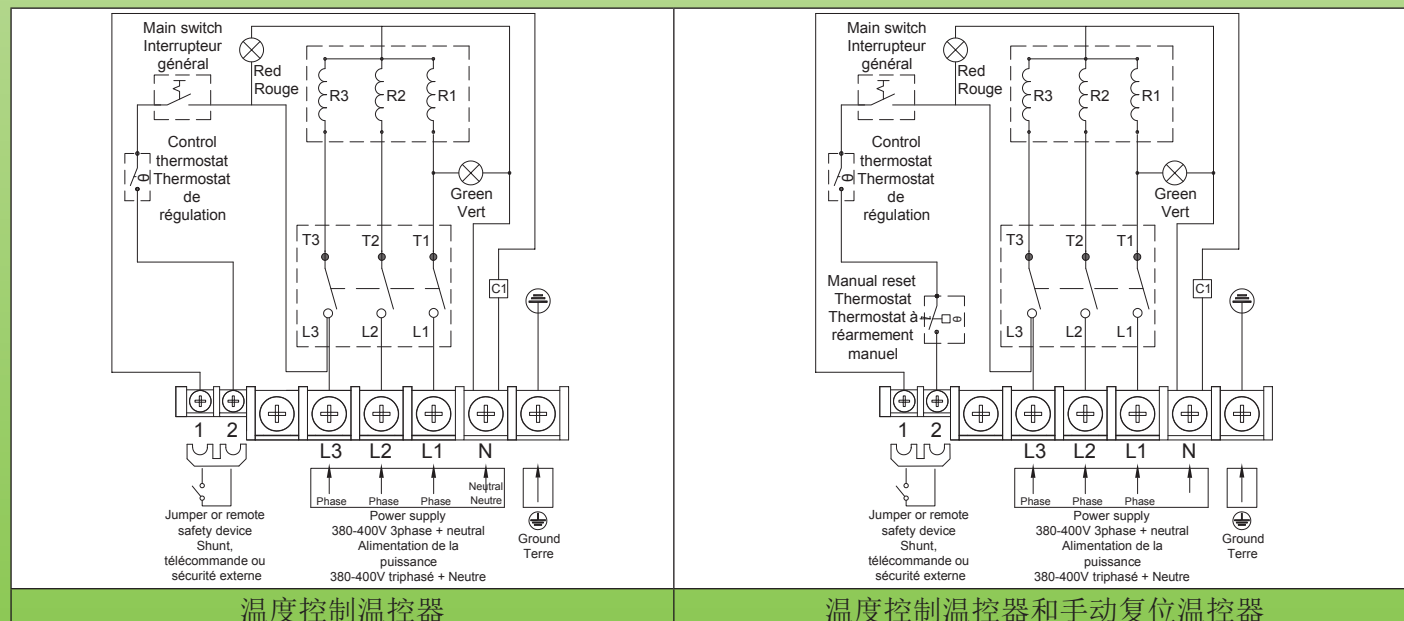 Main switch
Interrupteur
général
Red
Rouge
R3
R2
R1
Control
thermostat
θ
Thermostat
de
régulation
Green
Vert
T3
T2
T1
C1
L3
L2
L1
1
2
L3
L2
L1
N
Phase
Phase
Phase
Neutral
Neutre
Jumper or remote
safety device
Shunt,
télécommande ou
sécurité externe
Power supply
380-400V 3phase + neutral
Alimentation de la
puissance
380-400V triphasé + Neutre
Ground
Terre
温度控制温控器
Main switch
Interrupteur
général
Red
Rouge
R3
R2
R1
Control
thermostat
θ
Thermostat
de
régulation
Green
Vert
T3
T2
T1
C1
Manual reset
Thermostat
Thermostat à
réarmement
manuel
θ
L3
L2
L1
1
2
L3
L2
L1
N
Phase
Phase
Phase
Jumper or remote
safety device
Shunt,
télécommande ou
sécurité externe
Power supply
380-400V 3phase + neutral
Alimentation de la
puissance
380-400V triphasé + Neutre
Ground
Terre
温度控制温控器和手动复位温控器